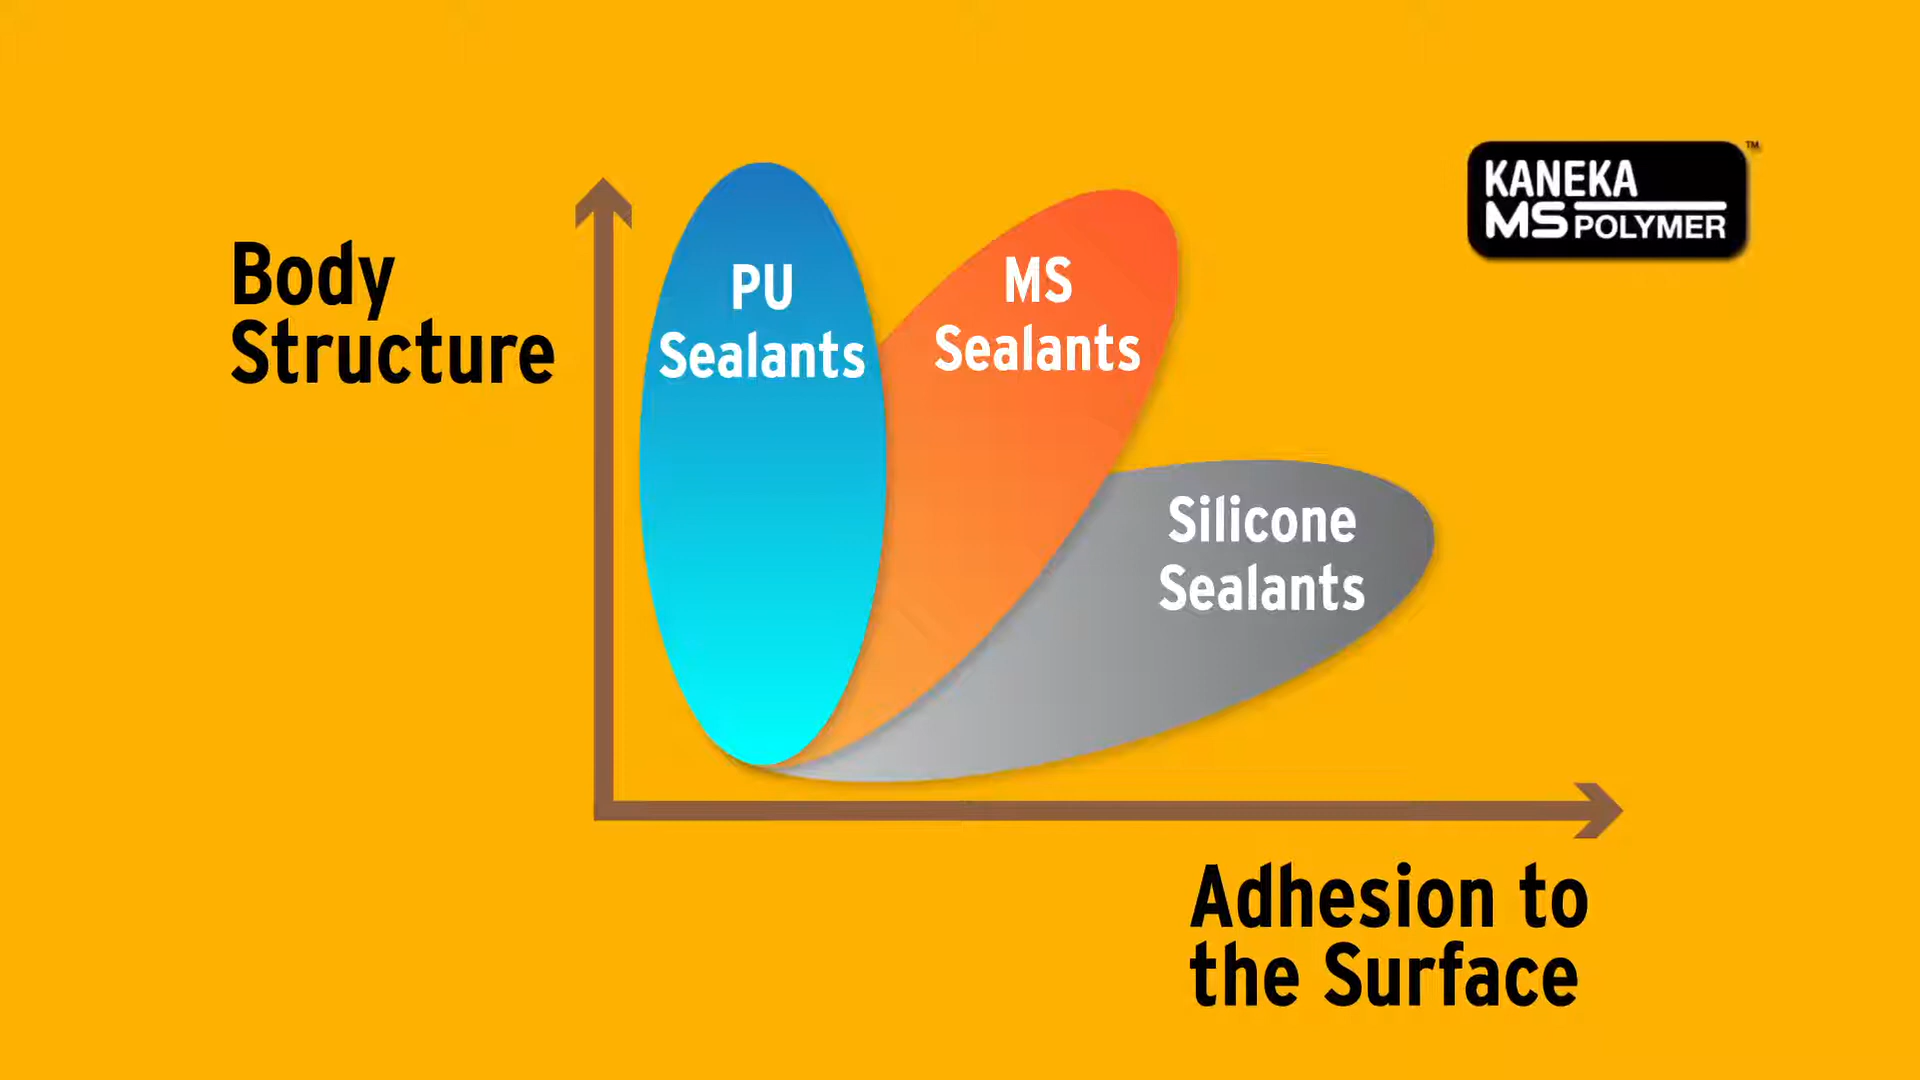 Body
Structure
PU
Sealants
MS
Sealants
Silicone
Sealants
Adhesion to
the Surface
KANEKA
MS POLYMER
TM